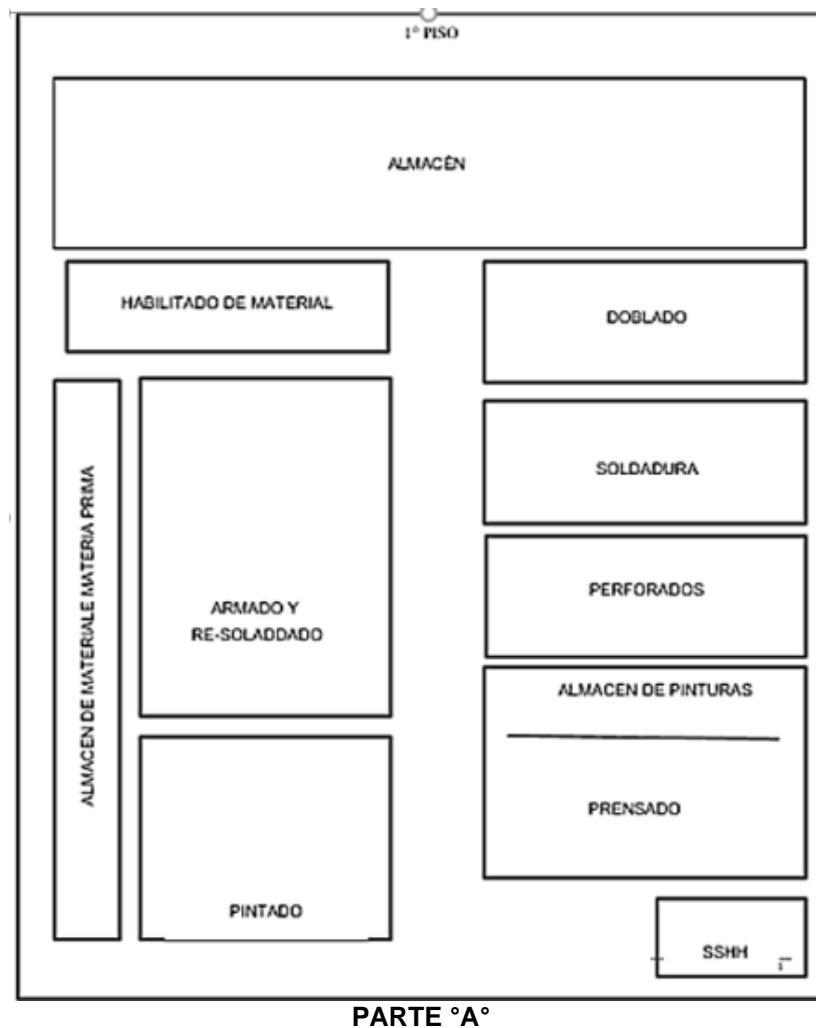 1° PISO
ALMACÉN
HABILITADO DE MATERIAL
DOBLADO
SOLDADURA
ALMACEN DE MATERIALE MATERIA PRIMA
ARMADO Y
RE-SOLADDADO
PERFORADOS
ALMACEN DE PINTURAS
PRENSADO
PINTADO
SSHH
PARTE °A°